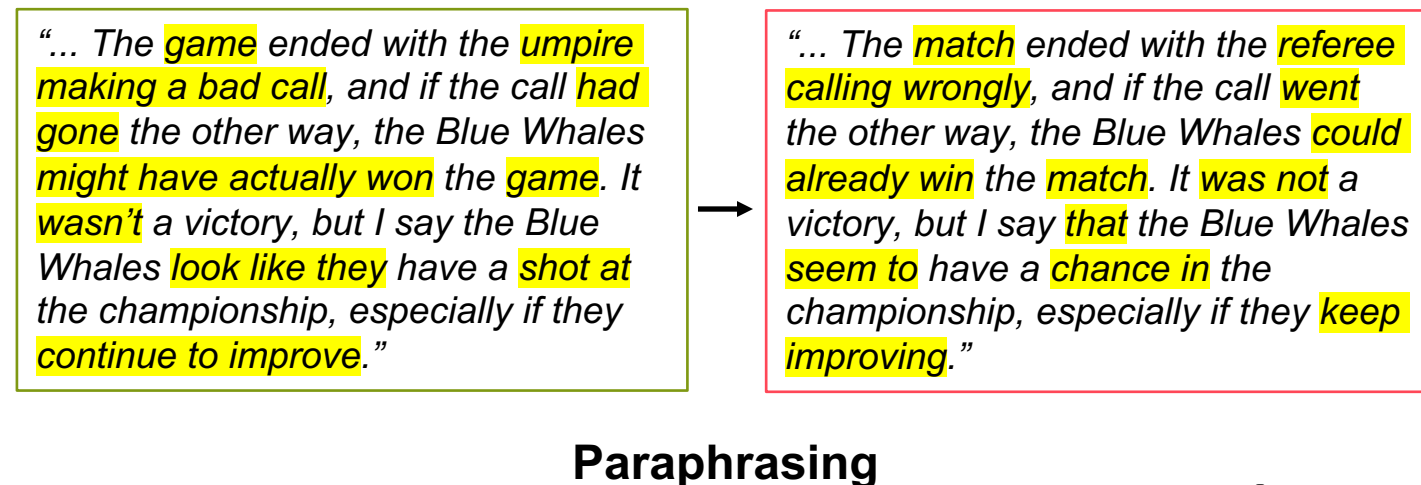 “... The game ended with the umpire
making a bad call, and if the call had
gone the other way, the Blue Whales
might have actually won the game. It
wasn’t a victory, but I say the Blue
Whales look like they have a shot at
the championship, especially if they
continue to improve.”
“... The match ended with the referee
calling wrongly, and if the call went
the other way, the Blue Whales could
already win the match. It was not a
victory, but I say that the Blue Whales
seem to have a chance in the
championship, especially if they keep
improving.”
Paraphrasing